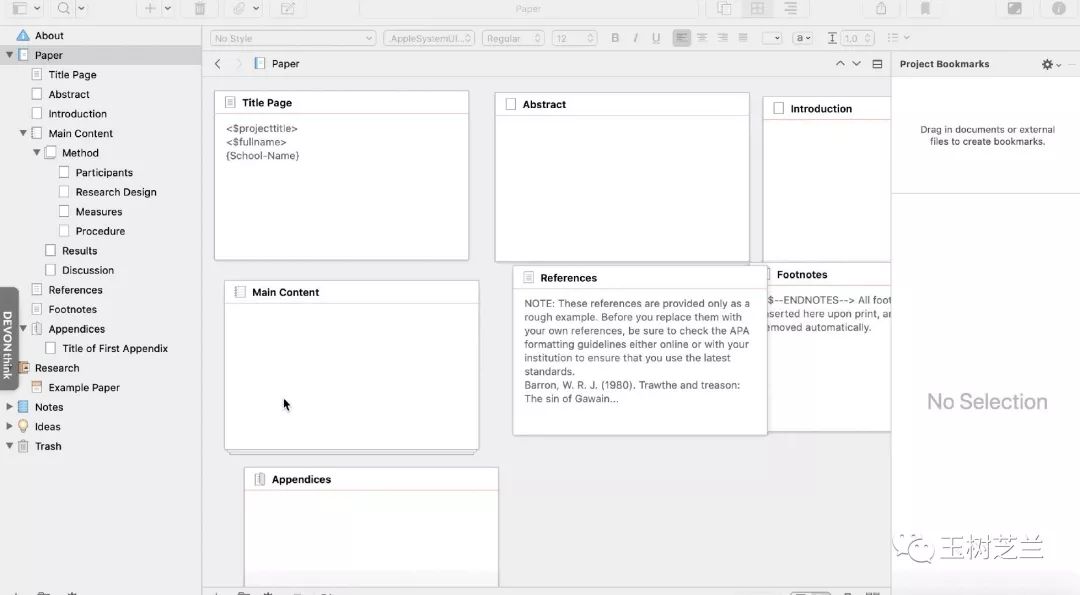 Paper
About
Paper
Title Page
Abstract
Introduction
Main Content
Method
Participants
Research Design
Measures
Procedure
Results
Discussion
References
Footnotes
Appendices
Title of First Appendix
Research
Example Paper
Notes
Ideas
Trash
DEVONthink
No Style
AppleSystemUI...
Regular
12
B
I
U
a
1.0
Paper
Title Page
<$projecttitle>
<$fullname>
{School-Name}
Abstract
Introduction
Main Content
References
NOTE: These references are provided only as a
rough example. Before you replace them with
your own references, be sure to check the APA
formatting guidelines either online or with your
institution to ensure that you use the latest
standards.
Barron, W. R. J. (1980). Trawthe and treason:
The sin of Gawain...
Footnotes
$--ENDNOTES--> All foot
nserted here upon print, a
emoved automatically.
Appendices
Project Bookmarks
Drag in documents or external
files to create bookmarks.
No Selection
玉树芝兰